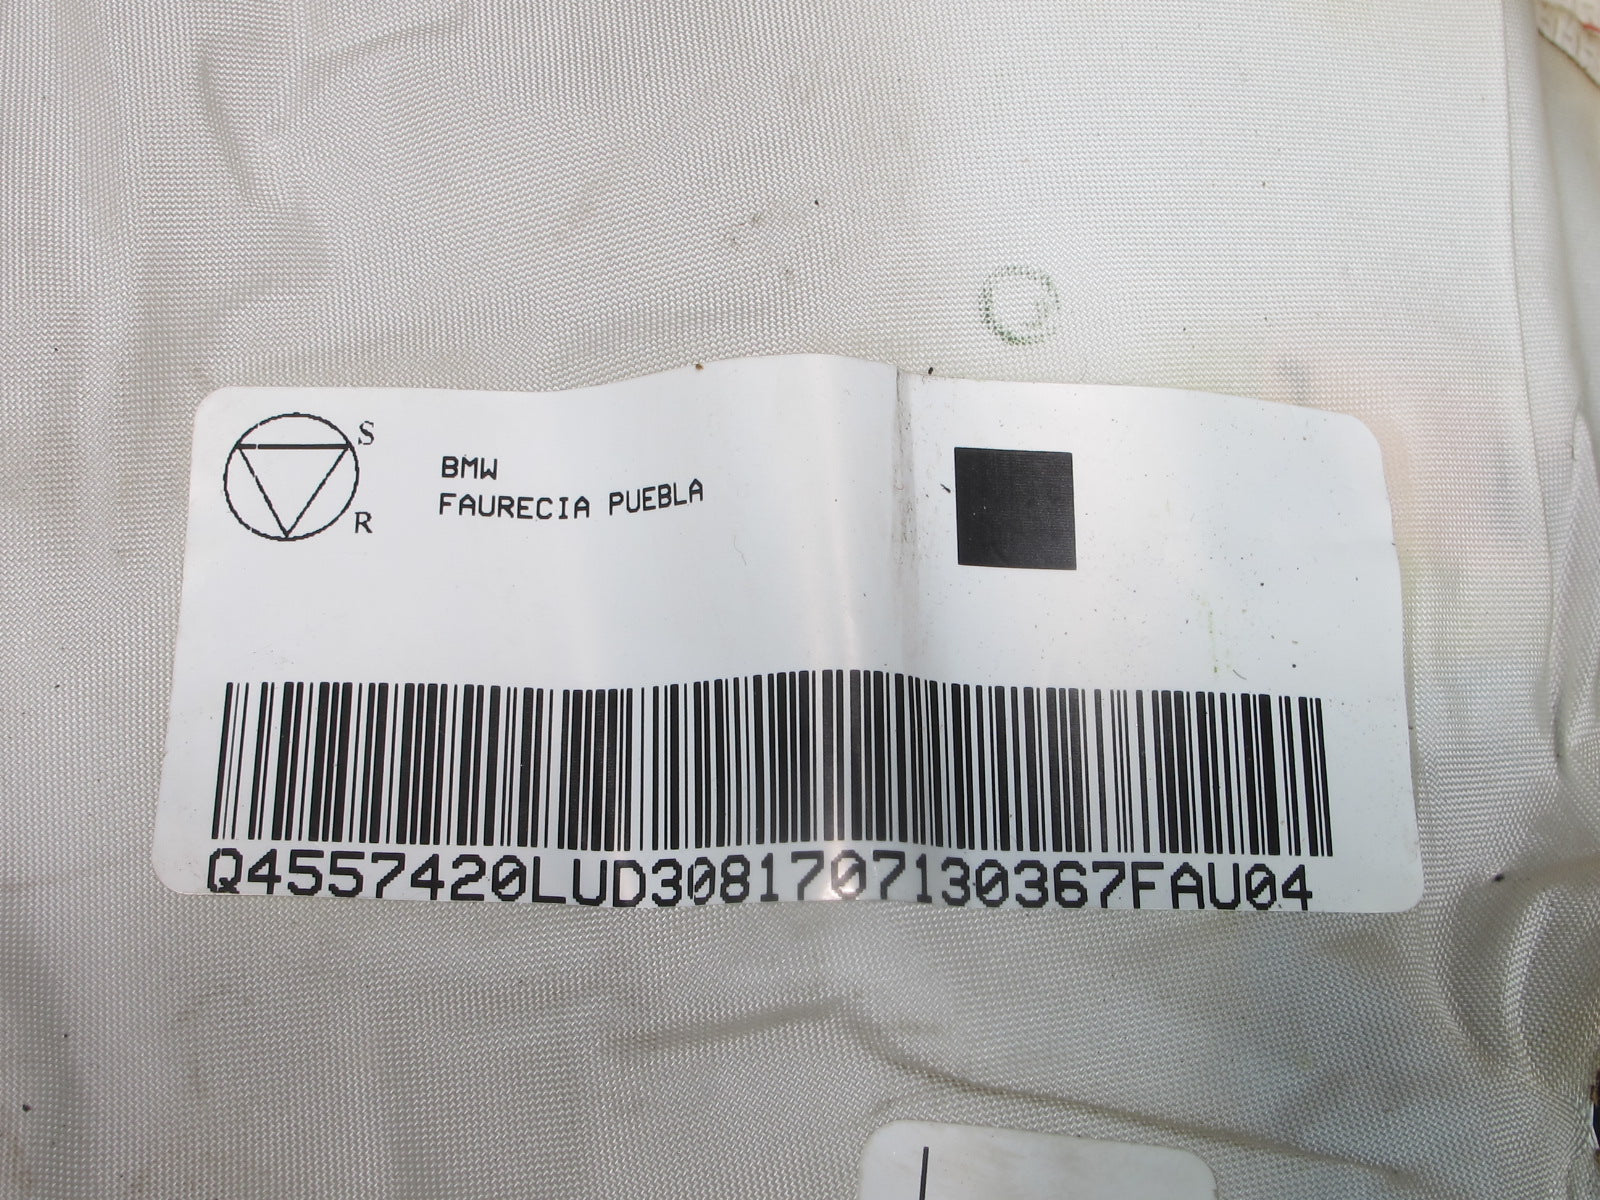 S
R
BMW
FAURECIA PUEBLA
Q4557420LUD3081707130367FAU04